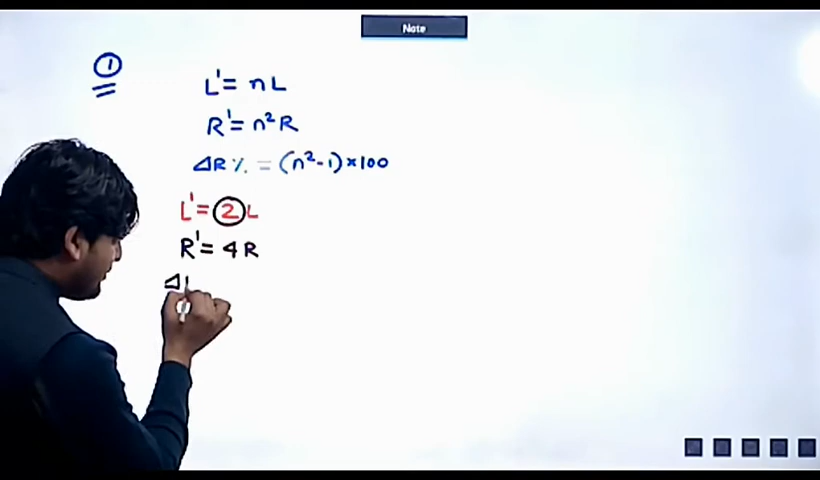 Note
①
L' = nL
R' = n²R
ΔR % = (n²-1)×100
L' = 2L
R' = 4R
Δ